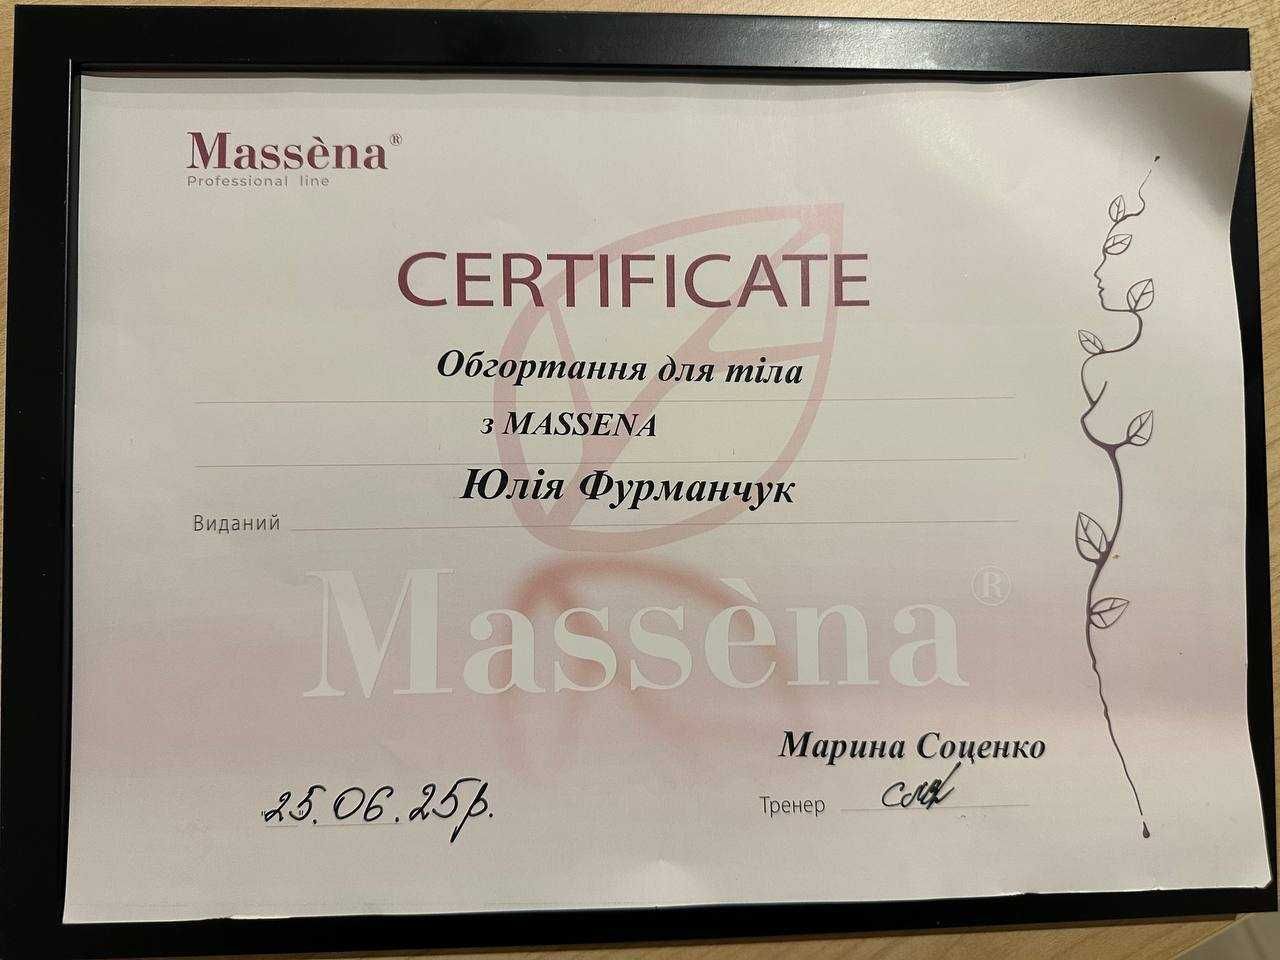 Massèna®
Professional line
CERTIFICATE
Обгортання для тіла
з MASSENA
Юлія Фурманчук
Виданий
Massèna®
Марина Соценко
25.06.25р.
Тренер